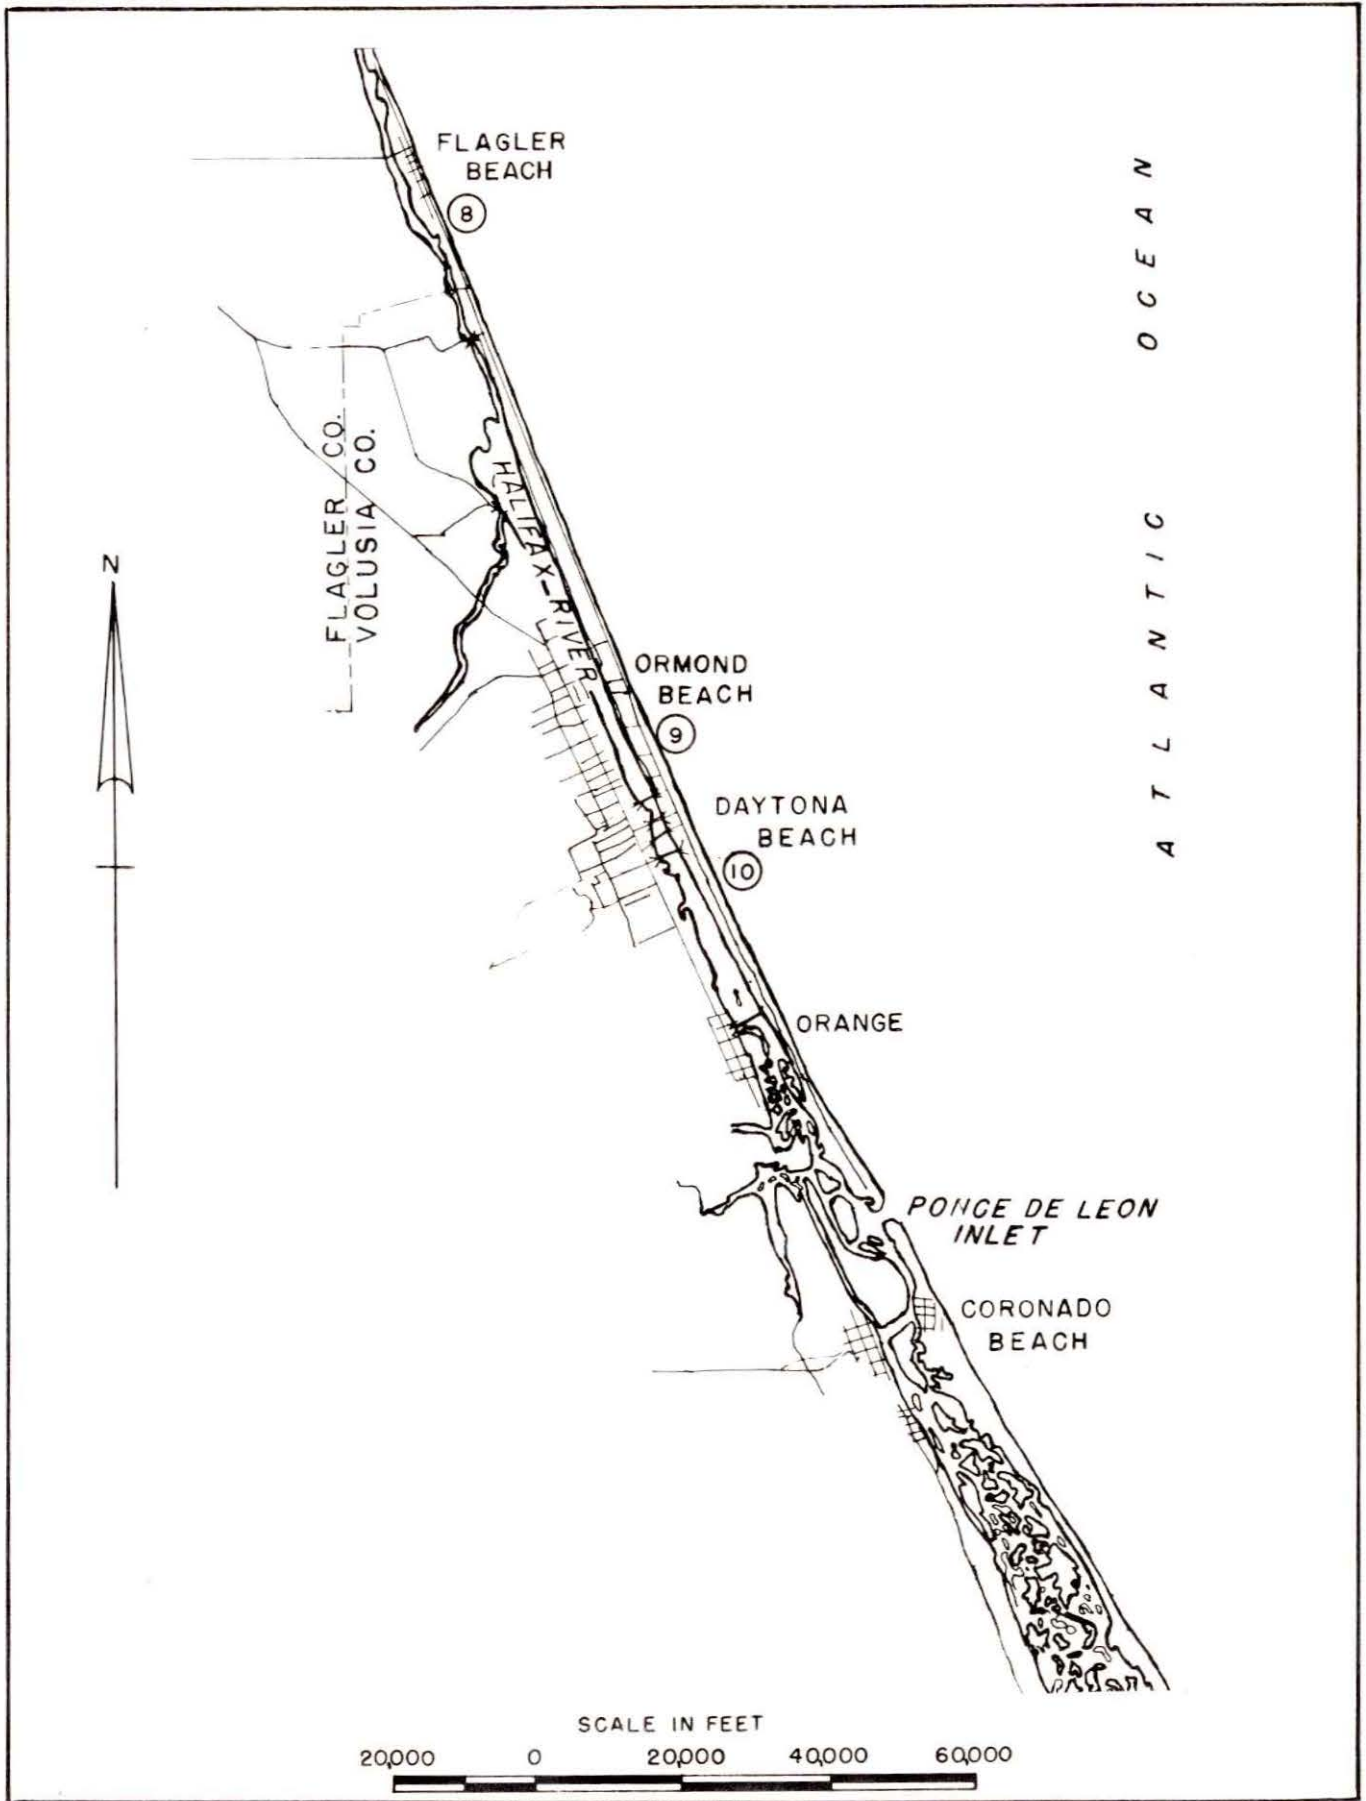 FLAGLER
BEACH
8
ATLANTIC OCEAN
FLAGLER CO.
VOLUSIA CO.
HALIFAX-RIVER
N
ORMOND
BEACH
9
DAYTONA
BEACH
10
ORANGE
PONCE DE LEON
INLET
CORONADO
BEACH
SCALE IN FEET
20,000 0 20,000 40,000 60,000